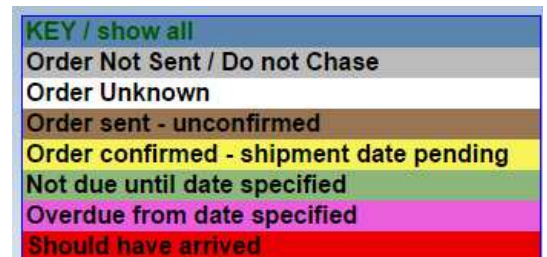 KEY / show all
Order Not Sent / Do not Chase
Order Unknown
Order sent - unconfirmed
Order confirmed - shipment date pending
Not due until date specified
Overdue from date specified
Should have arrived